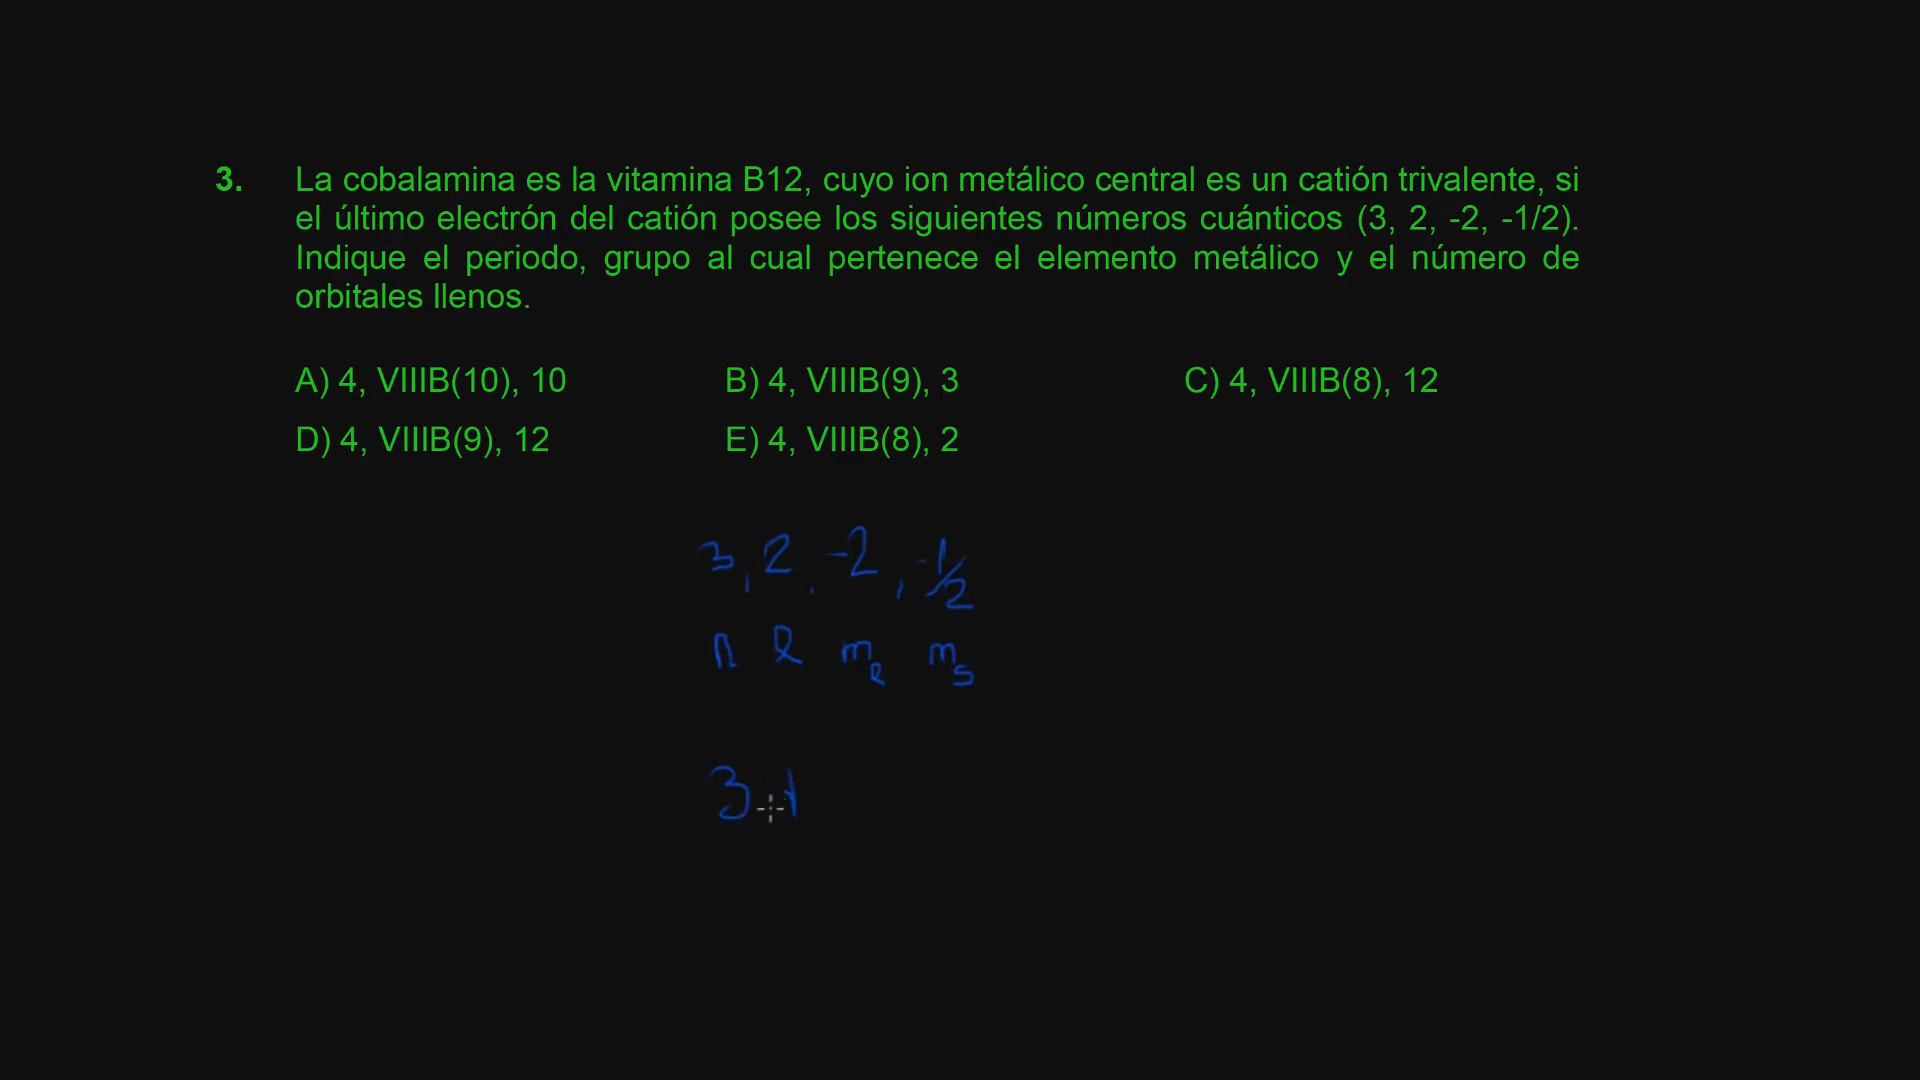 3. La cobalamina es la vitamina B12, cuyo ion metálico central es un catión trivalente, si
el último electrón del catión posee los siguientes números cuánticos (3, 2, -2, -1/2).
Indique el periodo, grupo al cual pertenece el elemento metálico y el número de
orbitales llenos.
A) 4, VIIIB(10), 10 B) 4, VIIIB(9), 3 C) 4, VIIIB(8), 12
D) 4, VIIIB(9), 12 E) 4, VIIIB(8), 2
3, 2, -2, -1/2
n l m_l m_s
3